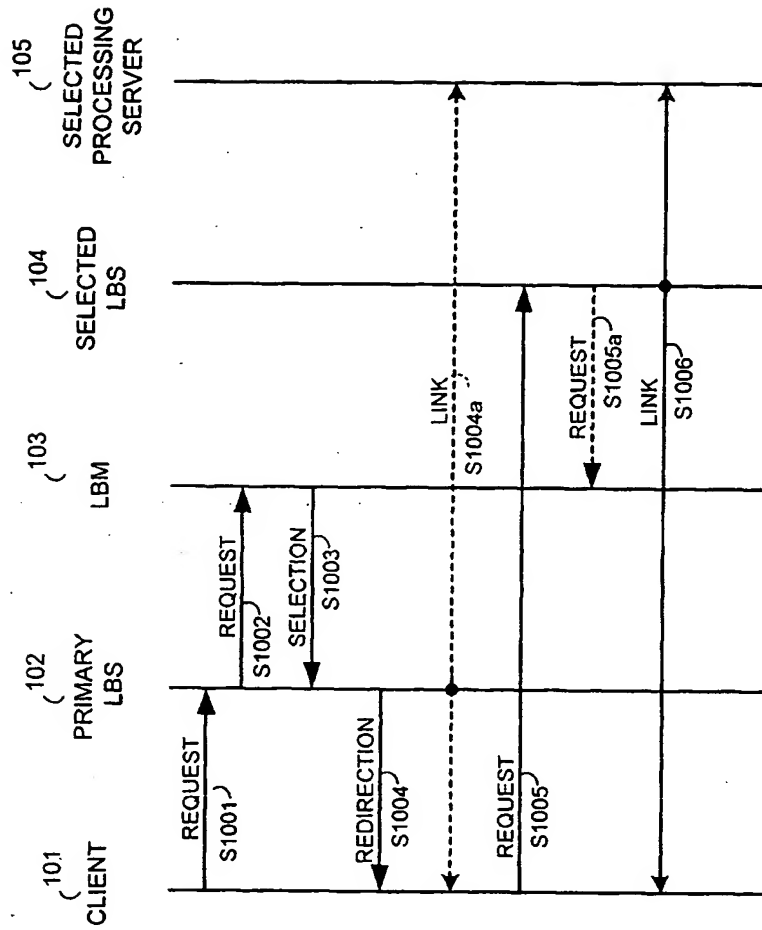 101
CLIENT
102
PRIMARY
LBS
103
LBM
104
SELECTED
LBS
105
SELECTED
PROCESSING
SERVER
REQUEST
S1001
REQUEST
S1002
SELECTION
S1003
REDIRECTION
S1004
LINK
S1004a
REQUEST
S1005
REQUEST
S1005a
LINK
S1006